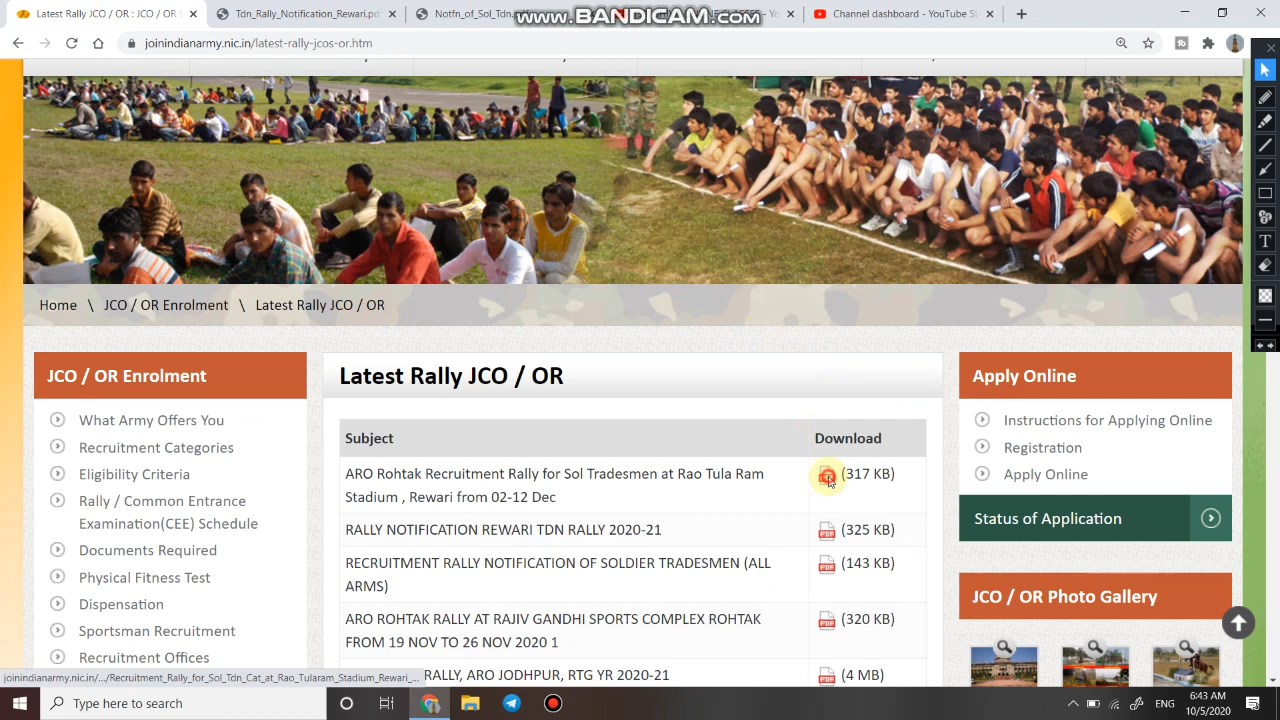 Latest Rally JCO / OR : JCO / OR E
Tdn_Rally_Notification_Rewari.pd
Notn_of_Sol_Tdn
www.BANDICAM.com
Channel dashboard - YouTube St
joinindianarmy.nic.in/latest-rally-jcos-or.htm
Home \ JCO / OR Enrolment \ Latest Rally JCO / OR
JCO / OR Enrolment
What Army Offers You
Recruitment Categories
Eligibility Criteria
Rally / Common Entrance
Examination(CEE) Schedule
Documents Required
Physical Fitness Test
Dispensation
Sportsman Recruitment
Recruitment Offices
Latest Rally JCO / OR
Subject Download
ARO Rohtak Recruitment Rally for Sol Tradesmen at Rao Tula Ram (317 KB)
Stadium , Rewari from 02-12 Dec
RALLY NOTIFICATION REWARI TDN RALLY 2020-21 (325 KB)
RECRUITMENT RALLY NOTIFICATION OF SOLDIER TRADESMEN (ALL (143 KB)
ARMS)
ARO ROHTAK RALLY AT RAJIV GANDHI SPORTS COMPLEX ROHTAK (320 KB)
FROM 19 NOV TO 26 NOV 2020 1
RALLY, ARO JODHPUR, RTG YR 2020-21 (4 MB)
Apply Online
Instructions for Applying Online
Registration
Apply Online
Status of Application
JCO / OR Photo Gallery
joinindianarmy.nic.in/.../Recruitment_Rally_for_Sol_Tdn_Cat_at_Rao_Tularam_Stadium_Rewari_...
Type here to search
ENG
6:43 AM
10/5/2020